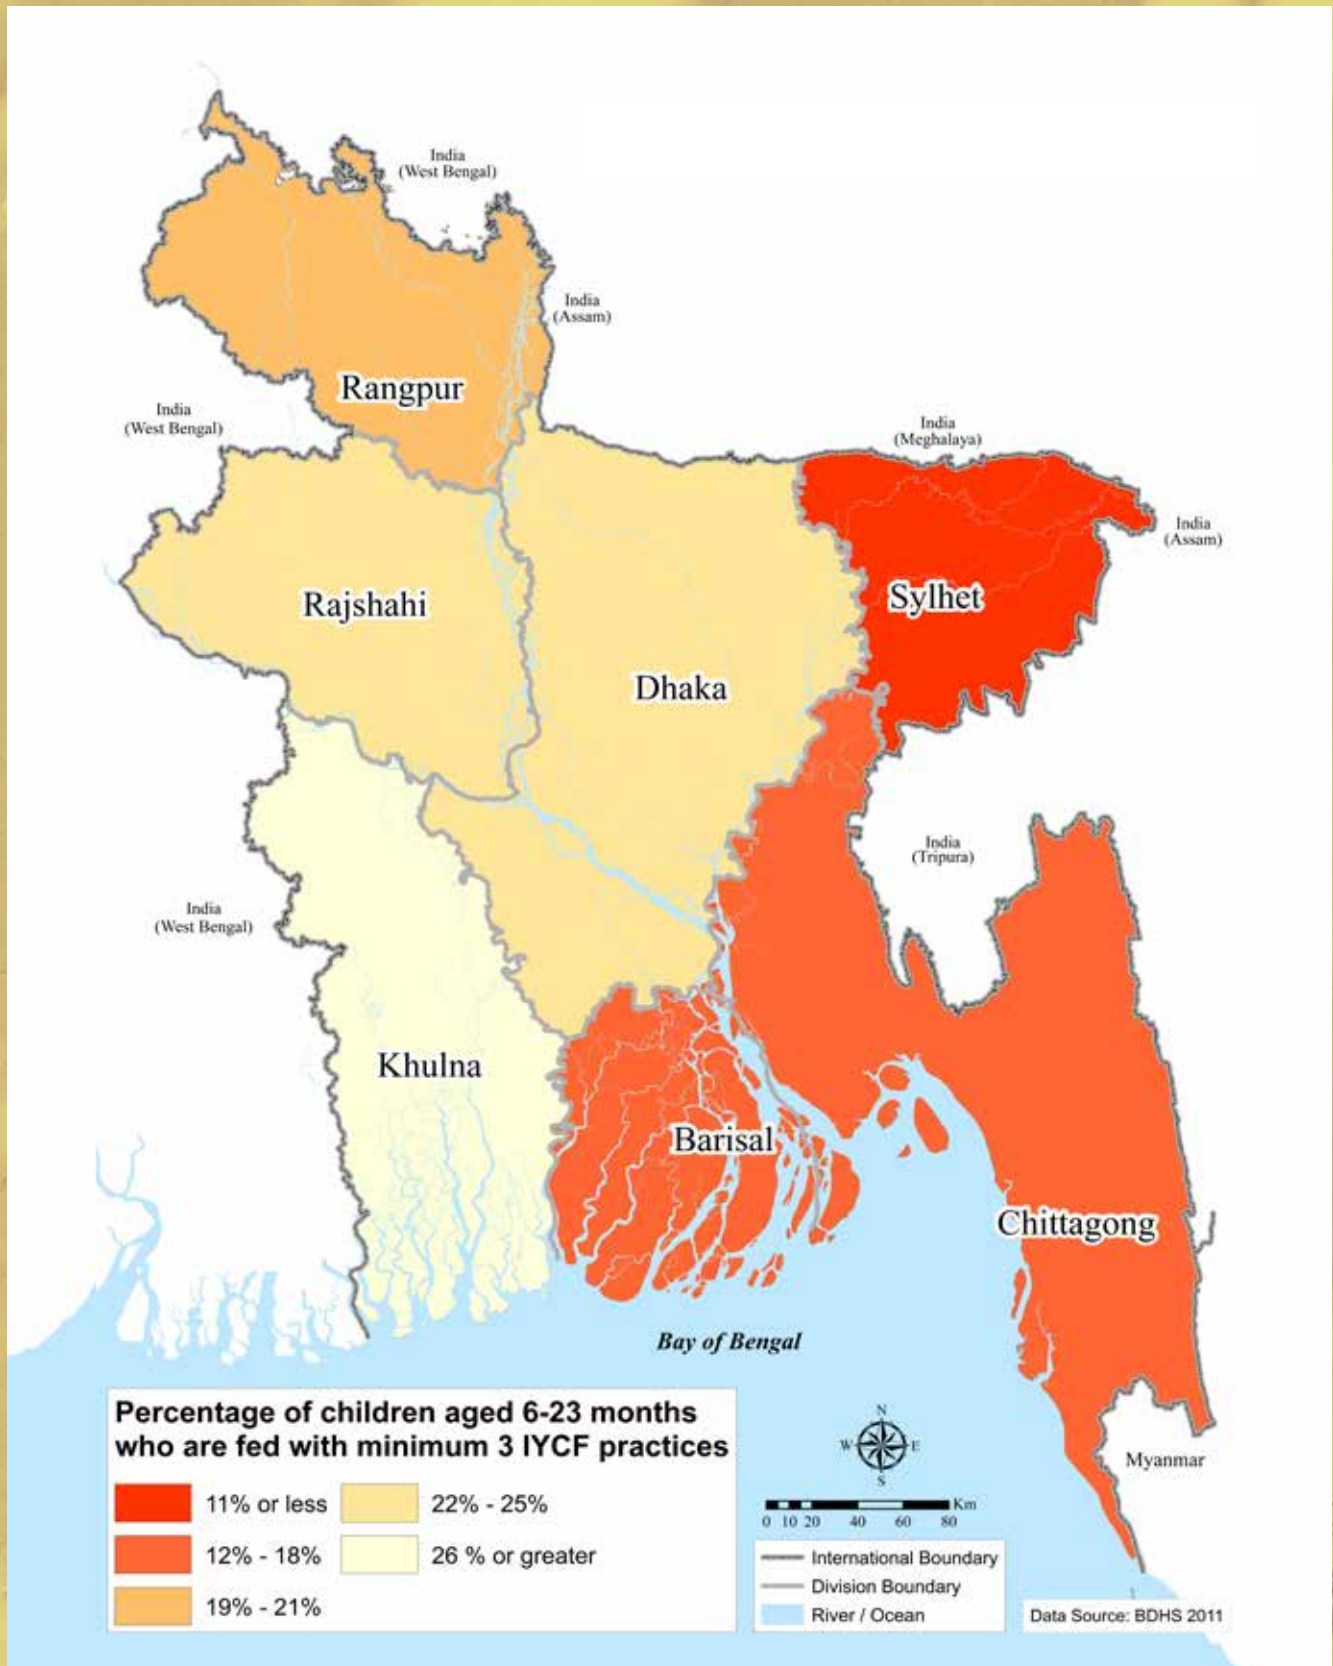 India
(West Bengal)
India
(Assam)
Rangpur
India
(West Bengal)
India
(Meghalaya)
India
(Assam)
Sylhet
Rajshahi
Dhaka
India
(Tripura)
India
(West Bengal)
Khulna
Barisal
Chittagong
Bay of Bengal
Percentage of children aged 6-23 months
who are fed with minimum 3 IYCF practices
11% or less
12% - 18%
19% - 21%
22% - 25%
26 % or greater
N
W E
S
Km
0 10 20 40 60 80
International Boundary
Division Boundary
River / Ocean
Myanmar
Data Source: BDHS 2011